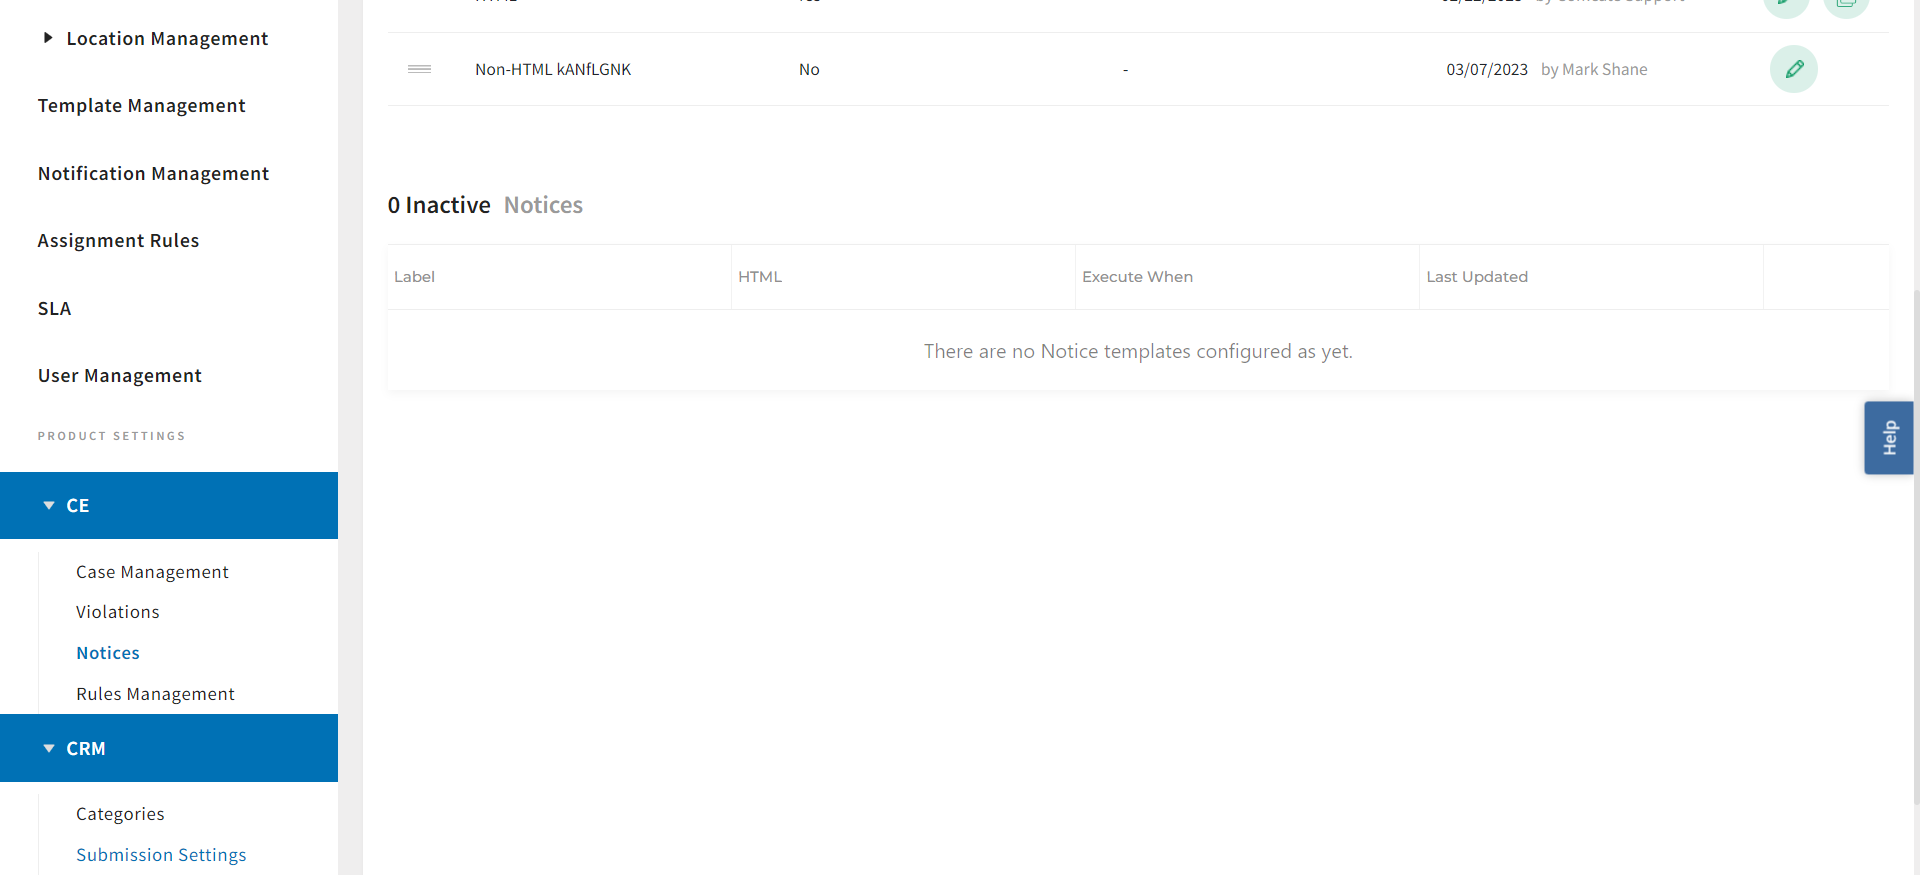 Location Management
Template Management
Notification Management
Assignment Rules
SLA
User Management
PRODUCT SETTINGS
CE
Case Management
Violations
Notices
Rules Management
CRM
Categories
Submission Settings
Non-HTML kANfLGNK No - 03/07/2023 by Mark Shane
0 Inactive Notices
Label HTML Execute When Last Updated
There are no Notice templates configured as yet.
Help